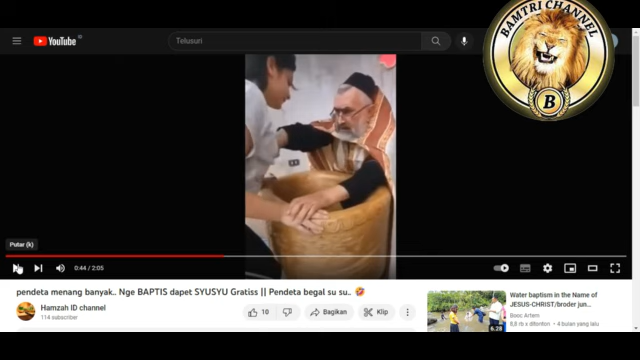 BAMTRI CHANNEL
B
YouTube
ID
Telusuri
Putar (k)
0:44 / 2:05
pendeta menang banyak.. Nge BAPTIS dapet SYUSYU Gratiss || Pendeta begal su su.. 🤣
Hamzah ID channel
114 subscriber
10
Bagikan
Klip
Water baptism in the Name of
JESUS-CHRIST/broder jun...
Booc Artem
8,8 rb x ditonton • 4 bulan yang lalu
6.28